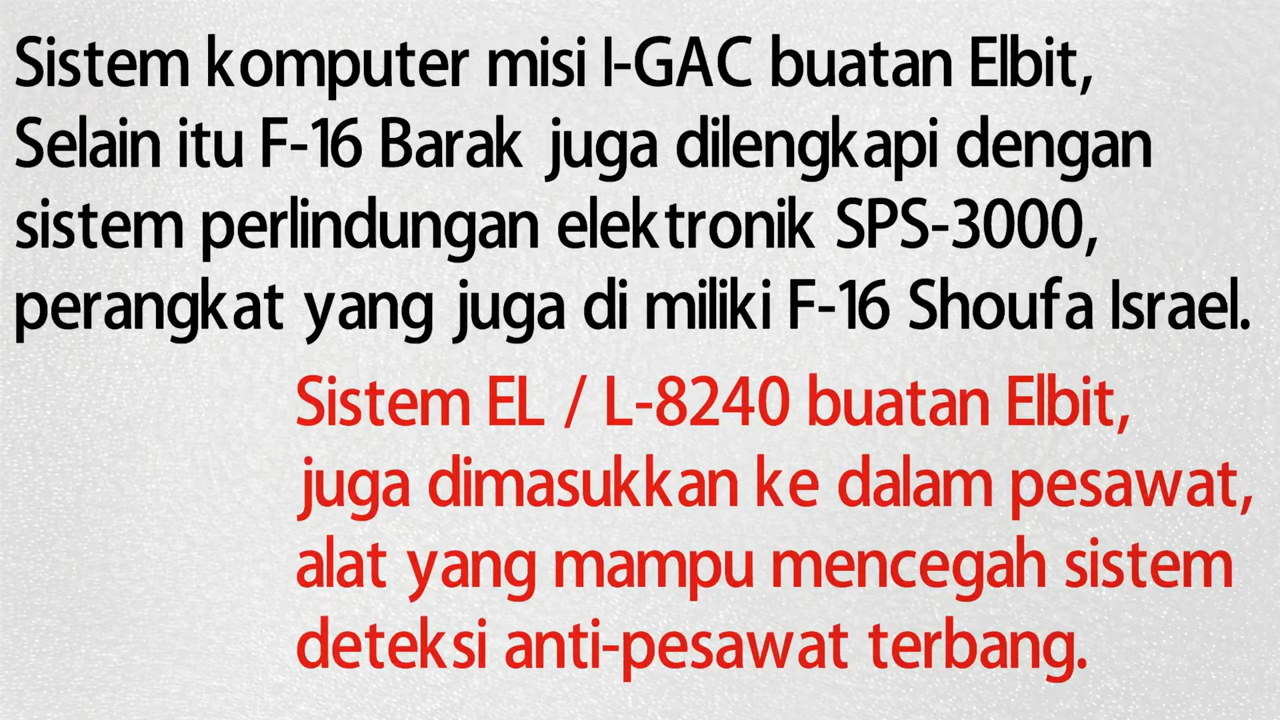 Sistem komputer misi I-GAC buatan Elbit,
Selain itu F-16 Barak juga dilengkapi dengan
sistem perlindungan elektronik SPS-3000,
perangkat yang juga di miliki F-16 Shoufa Israel.
Sistem EL / L-8240 buatan Elbit,
juga dimasukkan ke dalam pesawat,
alat yang mampu mencegah sistem
deteksi anti-pesawat terbang.